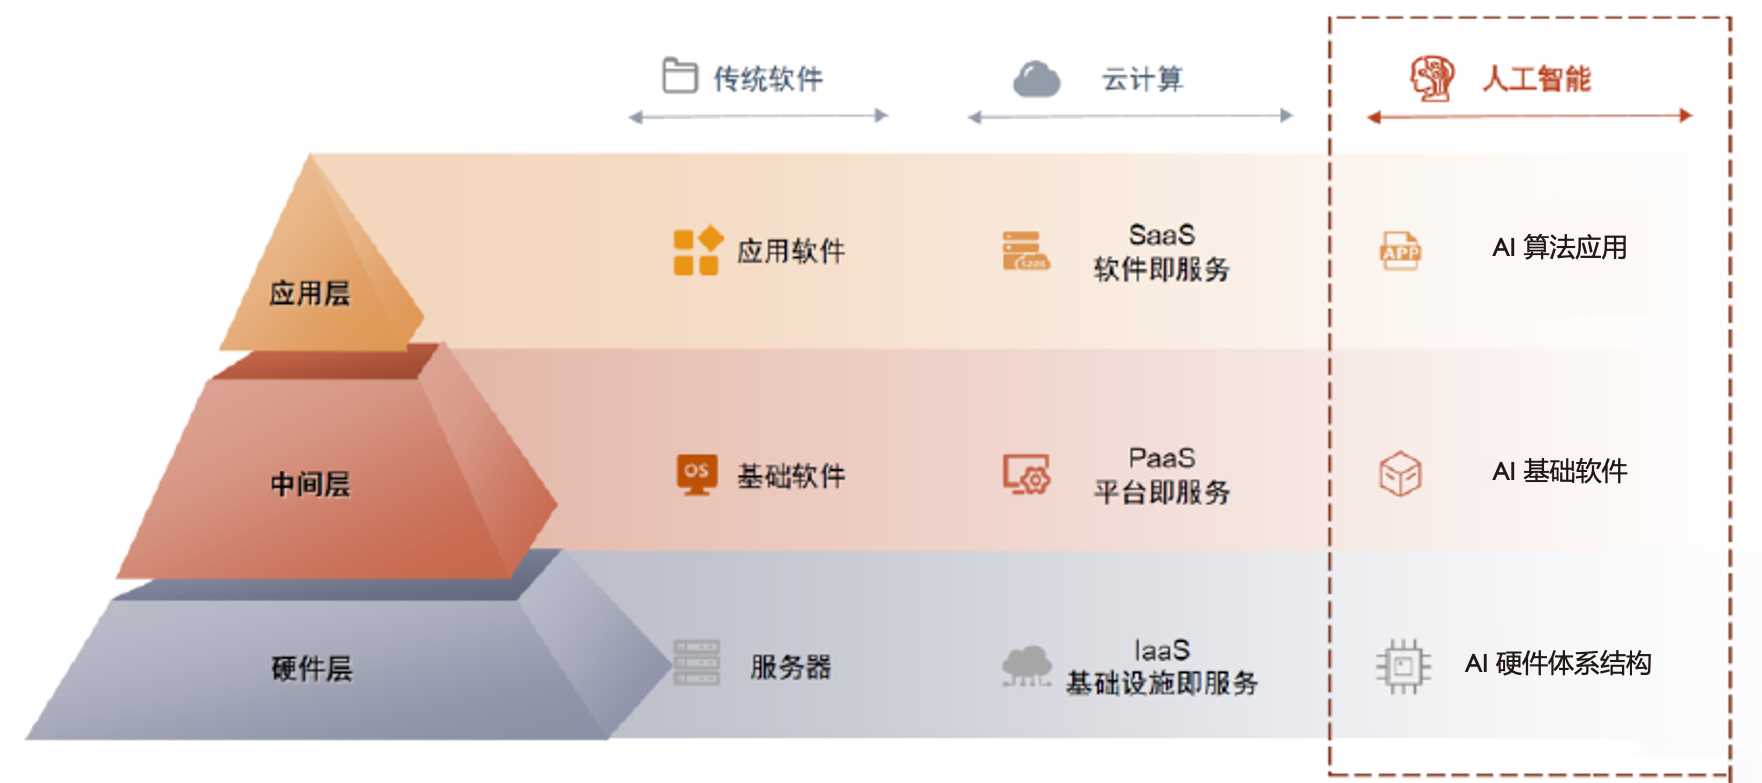 传统软件
云计算
人工智能
应用层
应用软件
SaaS
软件即服务
SaaS
APP
AI 算法应用
中间层
OS
基础软件
PaaS
平台即服务
AI 基础软件
硬件层
服务器
IaaS
基础设施即服务
AI 硬件体系结构